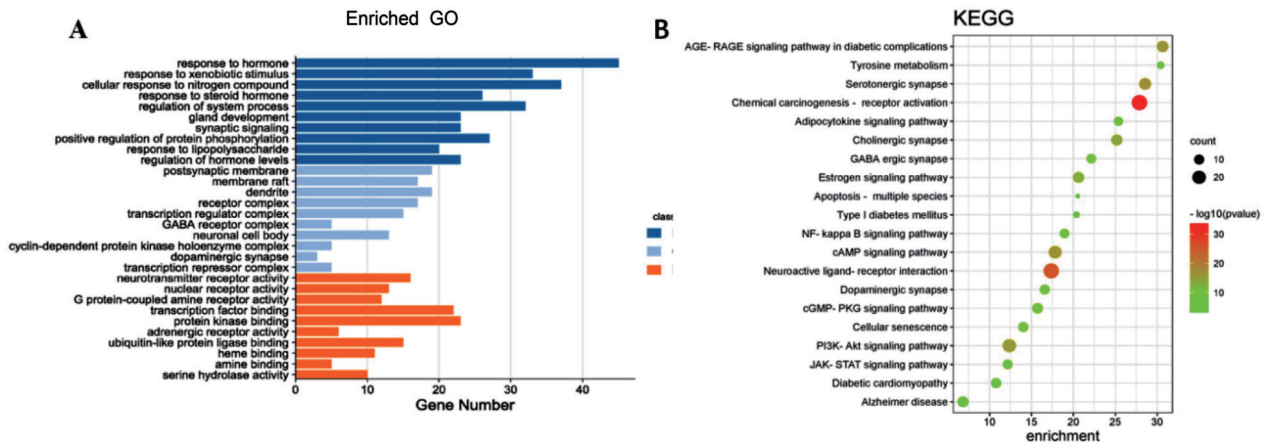 A
Enriched GO
response to hormone
response to xenobiotic stimulus
cellular response to nitrogen compound
response to steroid hormone
regulation of system process
gland development
synaptic signaling
positive regulation of protein phosphorylation
response to lipopolysaccharide
regulation of hormone levels
postsynaptic membrane
membrane raft
dendrite
receptor complex
transcription regulator complex
GABA receptor complex
neuronal cell body
cyclin-dependent protein kinase holoenzyme complex
dopaminergic synapse
transcription repressor complex
neurotransmitter receptor activity
nuclear receptor activity
G protein-coupled amine receptor activity
transcription factor binding
protein kinase binding
adrenergic receptor activity
ubiquitin-like protein ligase binding
heme binding
amine binding
serine hydrolase activity
0 10 20 30 40
Gene Number
clas
B
KEGG
AGE- RAGE signaling pathway in diabetic complications
Tyrosine metabolism
Serotonergic synapse
Chemical carcinogenesis - receptor activation
Adipocytokine signaling pathway
Cholinergic synapse
GABA ergic synapse
Estrogen signaling pathway
Apoptosis - multiple species
Type I diabetes mellitus
NF- kappa B signaling pathway
cAMP signaling pathway
Neuroactive ligand- receptor interaction
Dopaminergic synapse
cGMP- PKG signaling pathway
Cellular senescence
PI3K- Akt signaling pathway
JAK- STAT signaling pathway
Diabetic cardiomyopathy
Alzheimer disease
10 15 20 25 30
enrichment
count
10
20
- log10(pvalue)
30
20
10